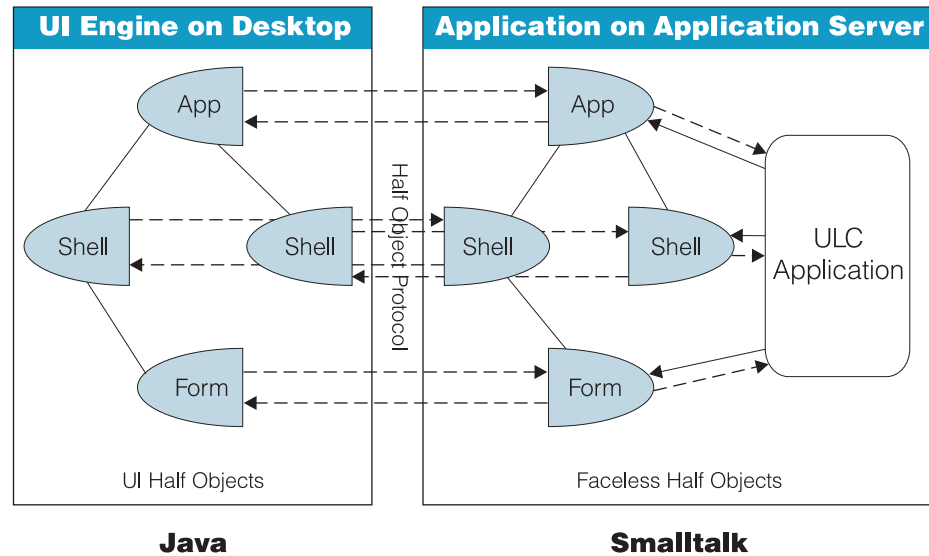 UI Engine on Desktop
Application on Application Server
App
App
Half Object Protocol
Shell
Shell
Shell
Shell
ULC
Application
Form
Form
UI Half Objects
Faceless Half Objects
Java
Smalltalk